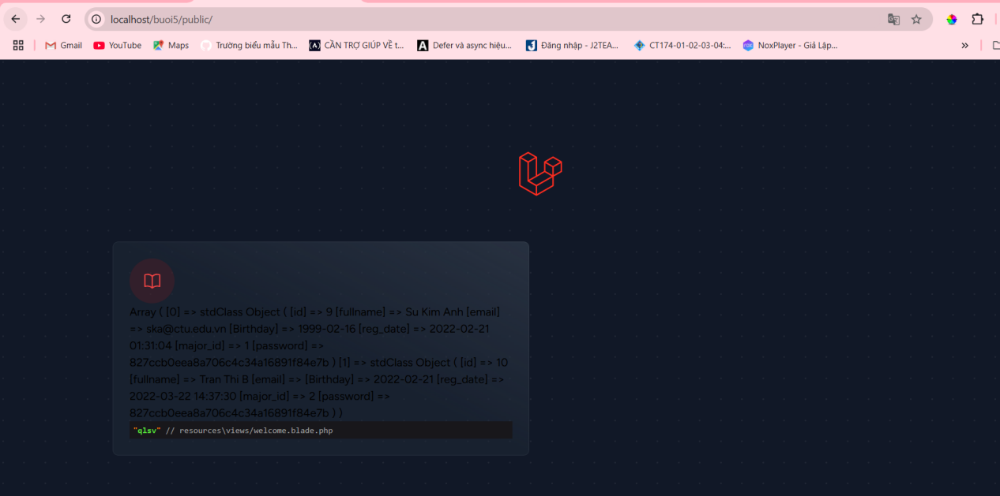 localhost/buoi5/public/
Gmail YouTube Maps Trường biểu mẫu Th... CẦN TRỢ GIÚP VỀ t... Defer và async hiệu... Đăng nhập - J2TEA... CT174-01-02-03-04:... NoxPlayer - Giả Lập... »
Array ( [0] => stdClass Object ( [id] => 9 [fullname] => Su Kim Anh [email]
=> ska@ctu.edu.vn [Birthday] => 1999-02-16 [reg_date] => 2022-02-21
01:31:04 [major_id] => 1 [password] =>
827ccb0eea8a706c4c34a16891f84e7b ) [1] => stdClass Object ( [id] => 10
[fullname] => Tran Thi B [email] => [Birthday] => 2022-02-21 [reg_date] =>
2022-03-22 14:37:30 [major_id] => 2 [password] =>
827ccb0eea8a706c4c34a16891f84e7b ) )
"qlsv" // resources\views/welcome.blade.php